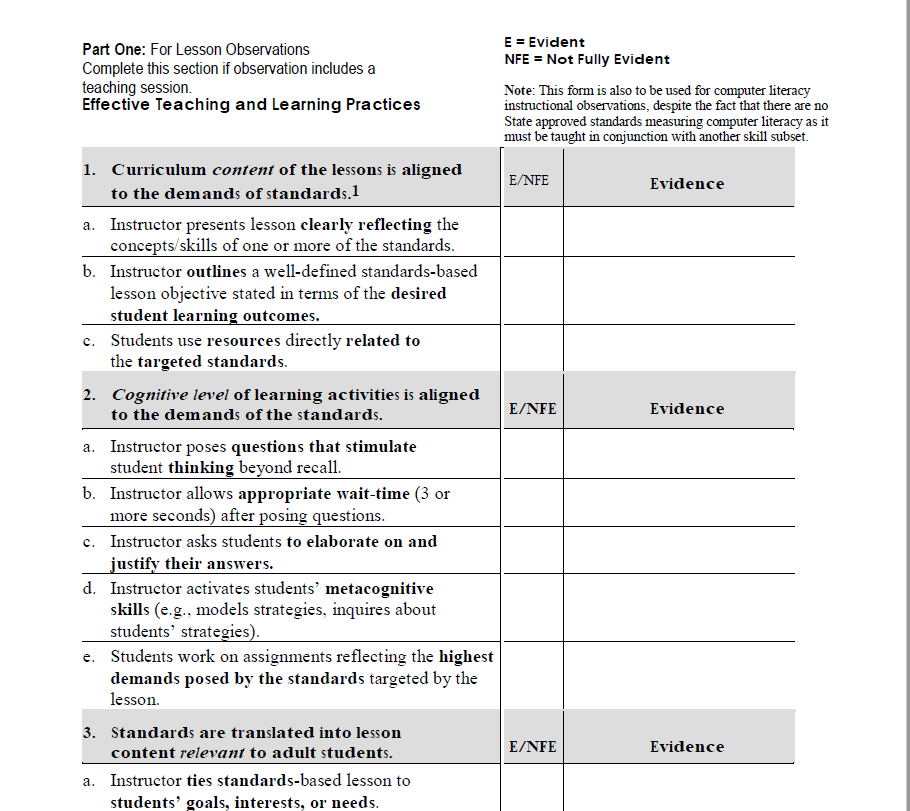 Part One: For Lesson Observations
Complete this section if observation includes a
teaching session.
Effective Teaching and Learning Practices
E = Evident
NFE = Not Fully Evident
Note: This form is also to be used for computer literacy
instructional observations, despite the fact that there are no
State approved standards measuring computer literacy as it
must be taught in conjunction with another skill subset.
1. Curriculum content of the lessons is aligned
to the demands of standards.1
E/NFE
Evidence
a. Instructor presents lesson clearly reflecting the
concepts/skills of one or more of the standards.
b. Instructor outlines a well-defined standards-based
lesson objective stated in terms of the desired
student learning outcomes.
c. Students use resources directly related to
the targeted standards.
2. Cognitive level of learning activities is aligned
to the demands of the standards.
E/NFE
Evidence
a. Instructor poses questions that stimulate
student thinking beyond recall.
b. Instructor allows appropriate wait-time (3 or
more seconds) after posing questions.
c. Instructor asks students to elaborate on and
justify their answers.
d. Instructor activates students’ metacognitive
skills (e.g., models strategies, inquires about
students’ strategies).
e. Students work on assignments reflecting the highest
demands posed by the standards targeted by the
lesson.
3. Standards are translated into lesson
content relevant to adult students.
E/NFE
Evidence
a. Instructor ties standards-based lesson to
students’ goals, interests, or needs.